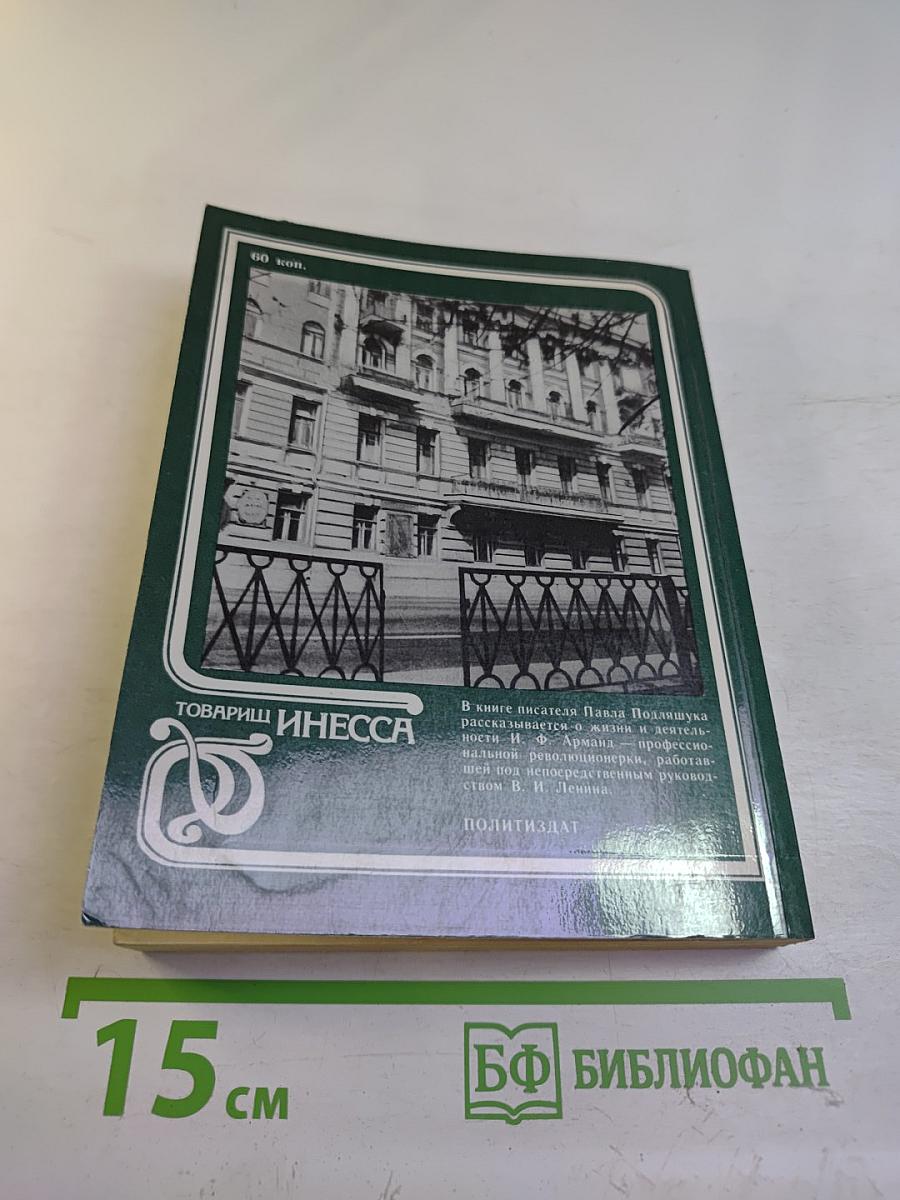 60 коп.
ТОВАРИЩ ИНЕССА
В книге писателя Павла Подляшука
рассказывается о жизни и деятель-
ности И. Ф. Арманд — профессио-
нальной революционерки, работав-
шей под непосредственным руковод-
ством В. И. Ленина.
ПОЛИТИЗДАТ
15 см
БФ БИБЛИОФАН